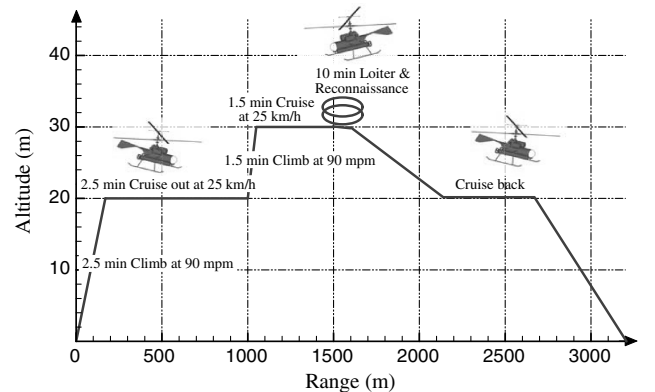 40
10 min Loiter &
Reconnaissance
1.5 min Cruise
at 25 km/h
30
1.5 min Climb at 90 mpm
2.5 min Cruise out at 25 km/h
Cruise back
20
2.5 min Climb at 90 mpm
10
Altitude (m)
0 500 1000 1500 2000 2500 3000
Range (m)